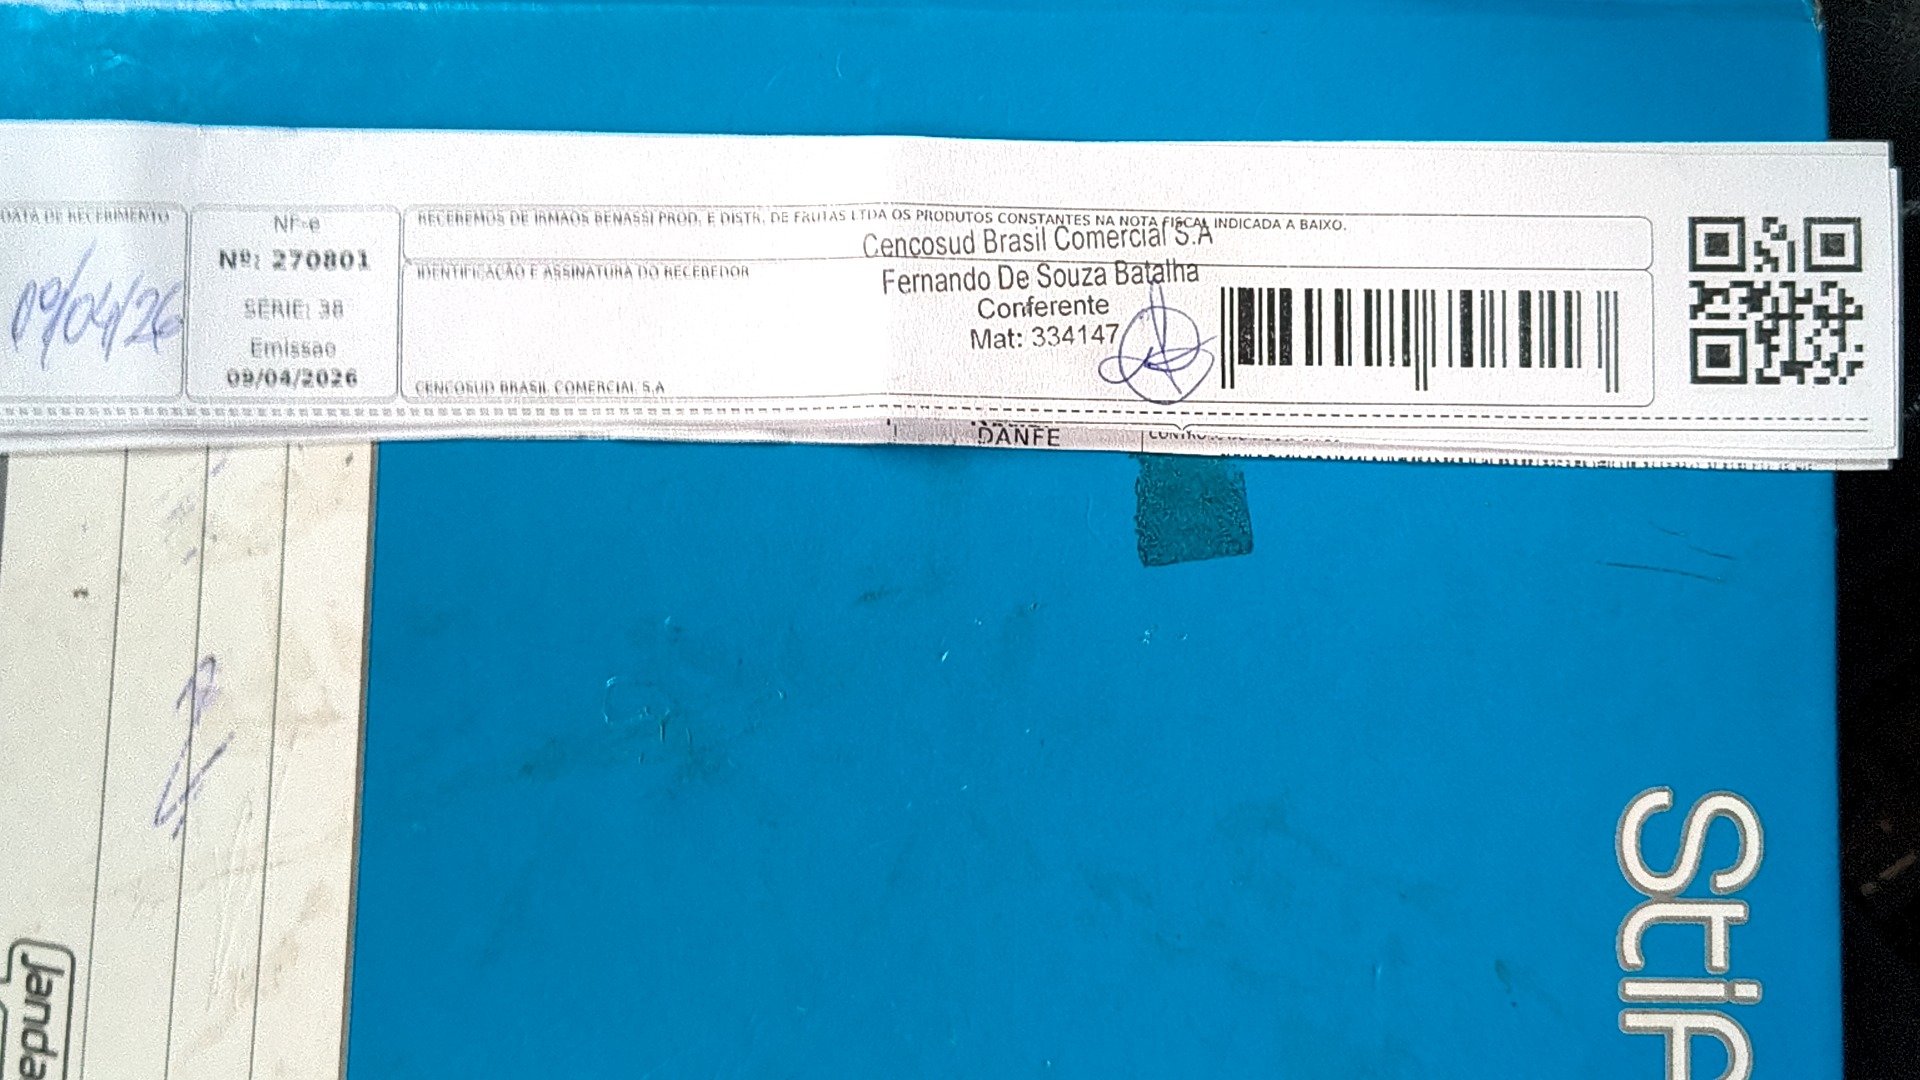 DATA DE RECEBIMENTO
09/04/26
NF-e
Nº: 270801
SÉRIE: 38
Emissao
09/04/2026
RECEBEMOS DE IRMAOS BENASSI PROD. E DISTR. DE FRUTAS LTDA OS PRODUTOS CONSTANTES NA NOTA FISCAL INDICADA A BAIXO.
IDENTIFICAÇÃO E ASSINATURA DO RECEBEDOR
Cencosud Brasil Comercial S.A
Fernando De Souza Batalha
Conferente
Mat: 334147
CENCOSUD BRASIL COMERCIAL S.A
DANFE